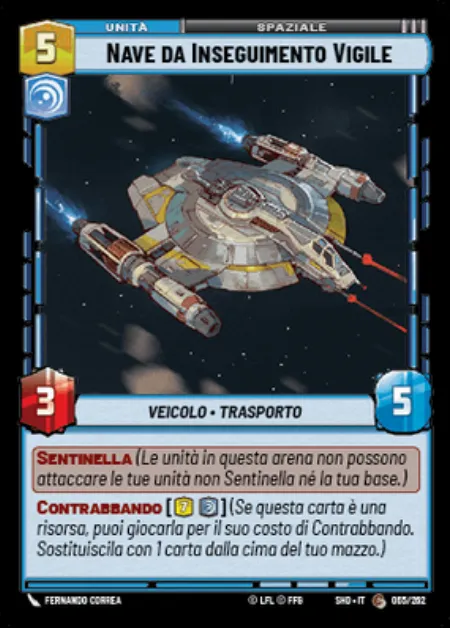 UNITÀ SPAZIALE
5 NAVE DA INSEGUIMENTO VIGILE
3 VEICOLO • TRASPORTO 5
SENTINELLA (Le unità in questa arena non possono
attaccare le tue unità non Sentinella né la tua base.)
CONTRABBANDO [7] (Se questa carta è una
risorsa, puoi giocarla per il suo costo di Contrabbando.
Sostituiscila con 1 carta dalla cima del tuo mazzo.)
FERNANDO CORREA © LFL © FFG SHD • IT 065/262